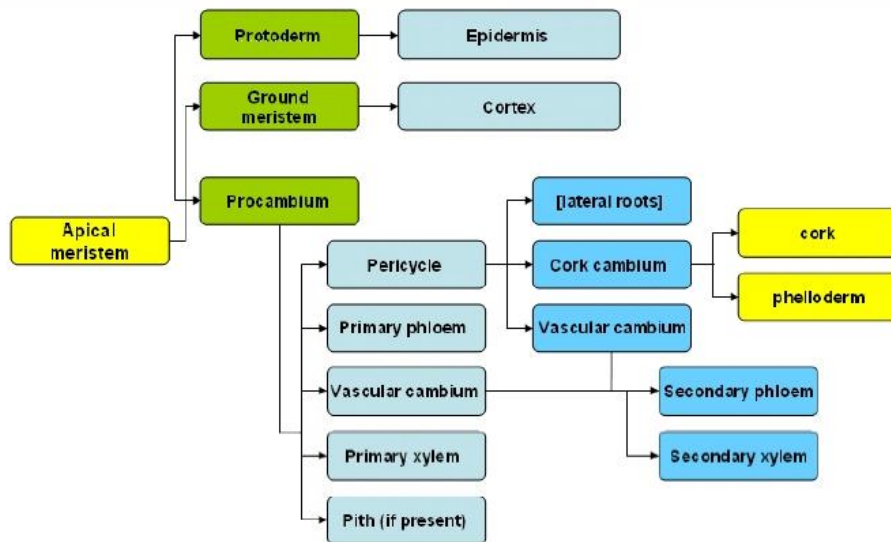 Protoderm
Epidermis
Ground
meristem
Cortex
Procambium
Apical
meristem
[lateral roots]
Pericycle
Cork cambium
cork
phelloderm
Primary phloem
Vascular cambium
Vascular cambium
Secondary phloem
Primary xylem
Secondary xylem
Pith (if present)